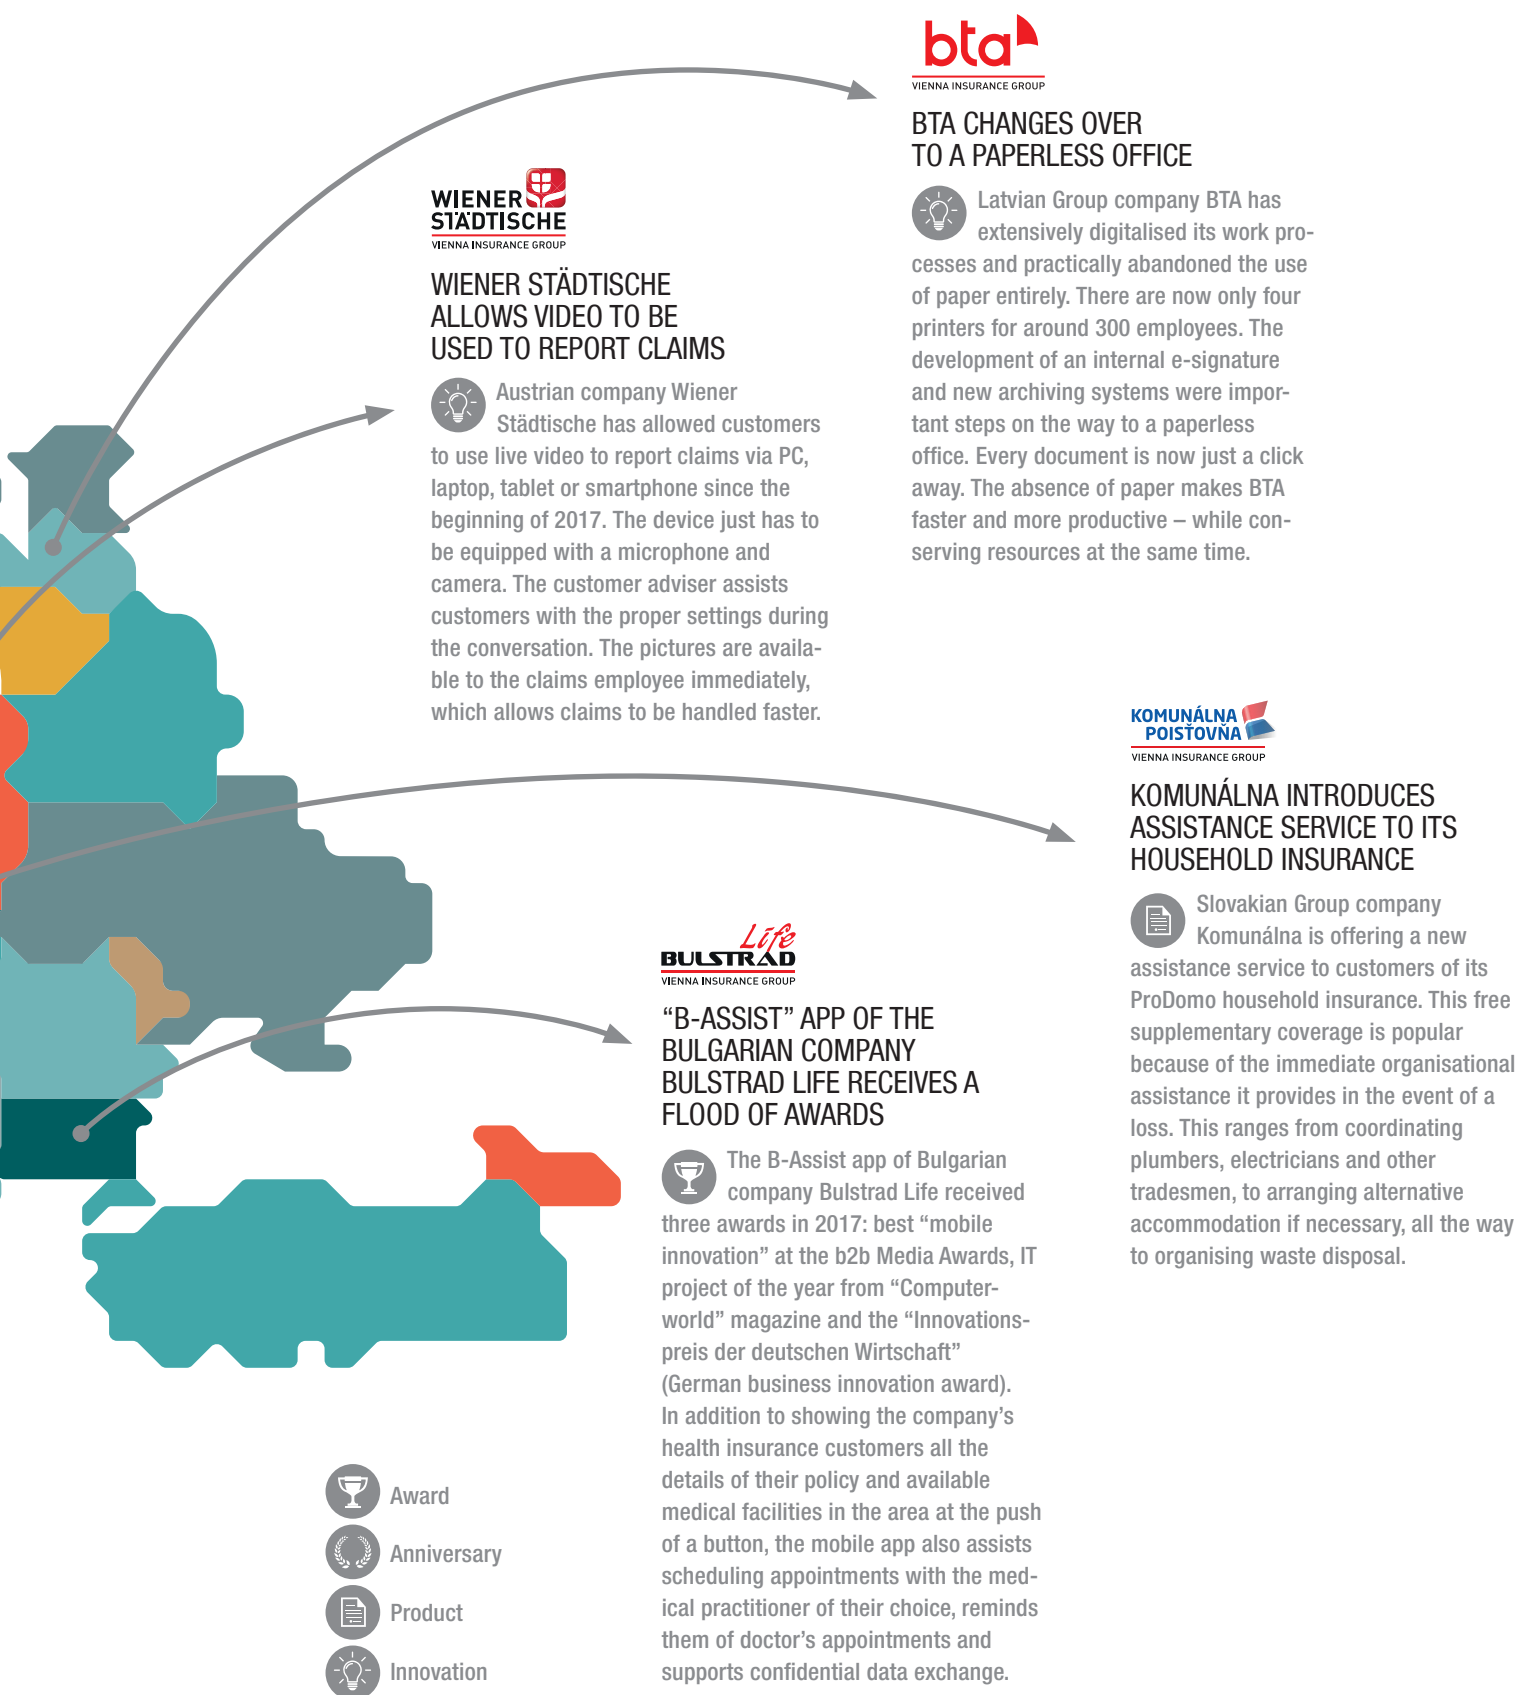 bta
VIENNA INSURANCE GROUP
BTA CHANGES OVER
TO A PAPERLESS OFFICE
Latvian Group company BTA has
extensively digitalised its work pro-
cesses and practically abandoned the use
of paper entirely. There are now only four
printers for around 300 employees. The
development of an internal e-signature
and new archiving systems were impor-
tant steps on the way to a paperless
office. Every document is now just a click
away. The absence of paper makes BTA
faster and more productive – while con-
serving resources at the same time.
WIENER
STÄDTISCHE
VIENNA INSURANCE GROUP
WIENER STÄDTISCHE
ALLOWS VIDEO TO BE
USED TO REPORT CLAIMS
Austrian company Wiener
Städtische has allowed customers
to use live video to report claims via PC,
laptop, tablet or smartphone since the
beginning of 2017. The device just has to
be equipped with a microphone and
camera. The customer adviser assists
customers with the proper settings during
the conversation. The pictures are availa-
ble to the claims employee immediately,
which allows claims to be handled faster.
KOMUNÁLNA
POISŤOVŇA
VIENNA INSURANCE GROUP
KOMUNÁLNA INTRODUCES
ASSISTANCE SERVICE TO ITS
HOUSEHOLD INSURANCE
Slovakian Group company
Komunálna is offering a new
assistance service to customers of its
ProDomo household insurance. This free
supplementary coverage is popular
because of the immediate organisational
assistance it provides in the event of a
loss. This ranges from coordinating
plumbers, electricians and other
tradesmen, to arranging alternative
accommodation if necessary, all the way
to organising waste disposal.
Life
BULSTRAD
VIENNA INSURANCE GROUP
“B-ASSIST” APP OF THE
BULGARIAN COMPANY
BULSTRAD LIFE RECEIVES A
FLOOD OF AWARDS
The B-Assist app of Bulgarian
company Bulstrad Life received
three awards in 2017: best “mobile
innovation” at the b2b Media Awards, IT
project of the year from “Computer-
world” magazine and the “Innovations-
preis der deutschen Wirtschaft”
(German business innovation award).
In addition to showing the company’s
health insurance customers all the
details of their policy and available
medical facilities in the area at the push
of a button, the mobile app also assists
scheduling appointments with the med-
ical practitioner of their choice, reminds
them of doctor’s appointments and
supports confidential data exchange.
Award
Anniversary
Product
Innovation